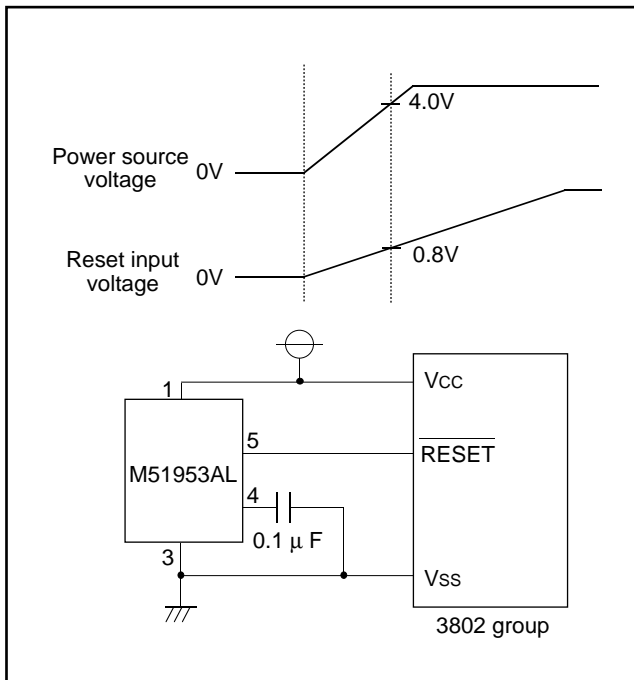 4.0V
Power source
voltage
0V
0.8V
Reset input
voltage
0V
1
VCC
5
RESET
M51953AL
4
0.1 μ F
3
VSS
3802 group